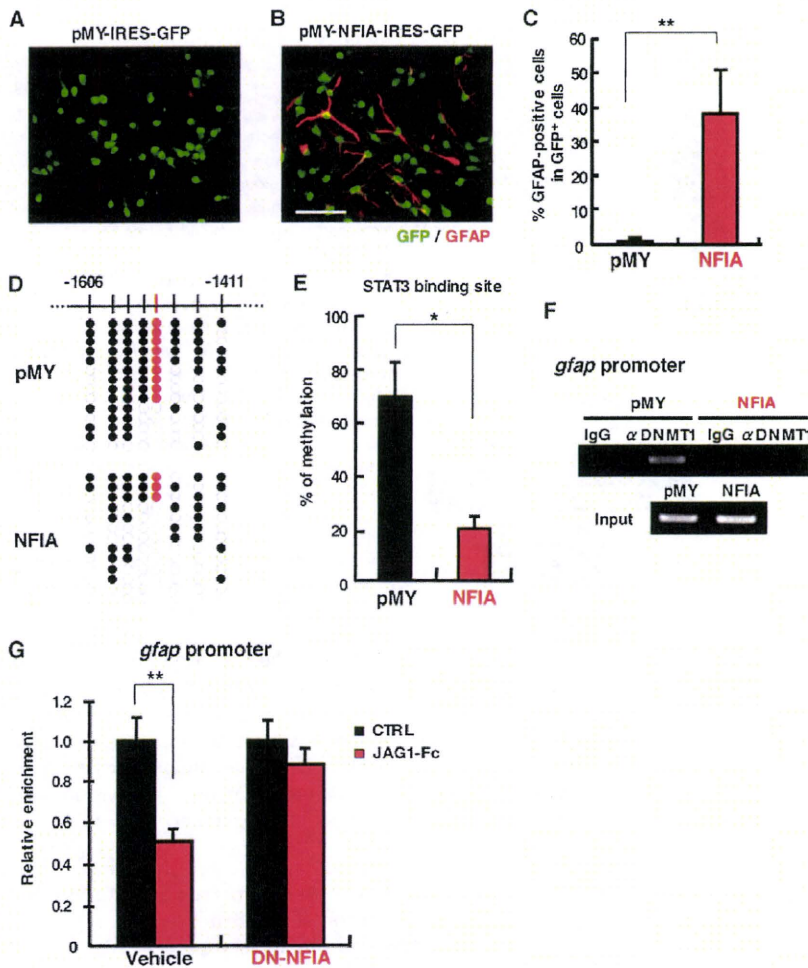 A
pMY-IRES-GFP
B
pMY-NFIA-IRES-GFP
GFP / GFAP
C
**
% GFAP-positive cells
in GFP+ cells
60
50
40
30
20
10
0
pMY
NFIA
D
-1606
-1411
pMY
NFIA
E
STAT3 binding site
*
% of methylation
100
80
60
40
20
0
pMY
NFIA
F
gfap promoter
pMY
NFIA
IgG αDNMT1 IgG αDNMT1
pMY NFIA
Input
G
gfap promoter
**
Relative enrichment
1.2
1.0
0.8
0.6
0.4
0.2
0
CTRL
JAG1-Fc
Vehicle
DN-NFIA